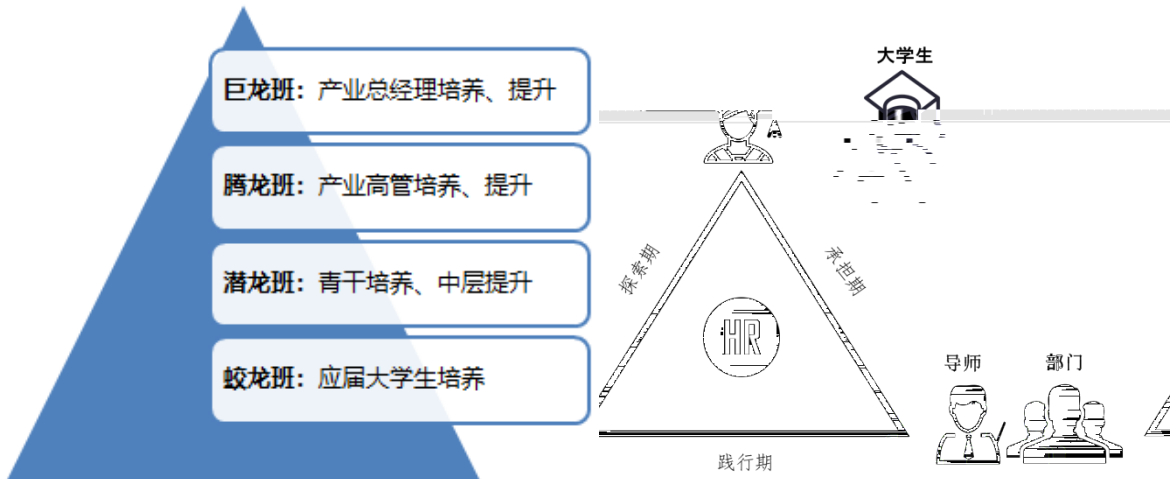 巨龙班：产业总经理培养、提升
腾龙班：产业高管培养、提升
潜龙班：青干培养、中层提升
蛟龙班：应届大学生培养
大学生
探索期
承担期
HR
导师
部门
践行期